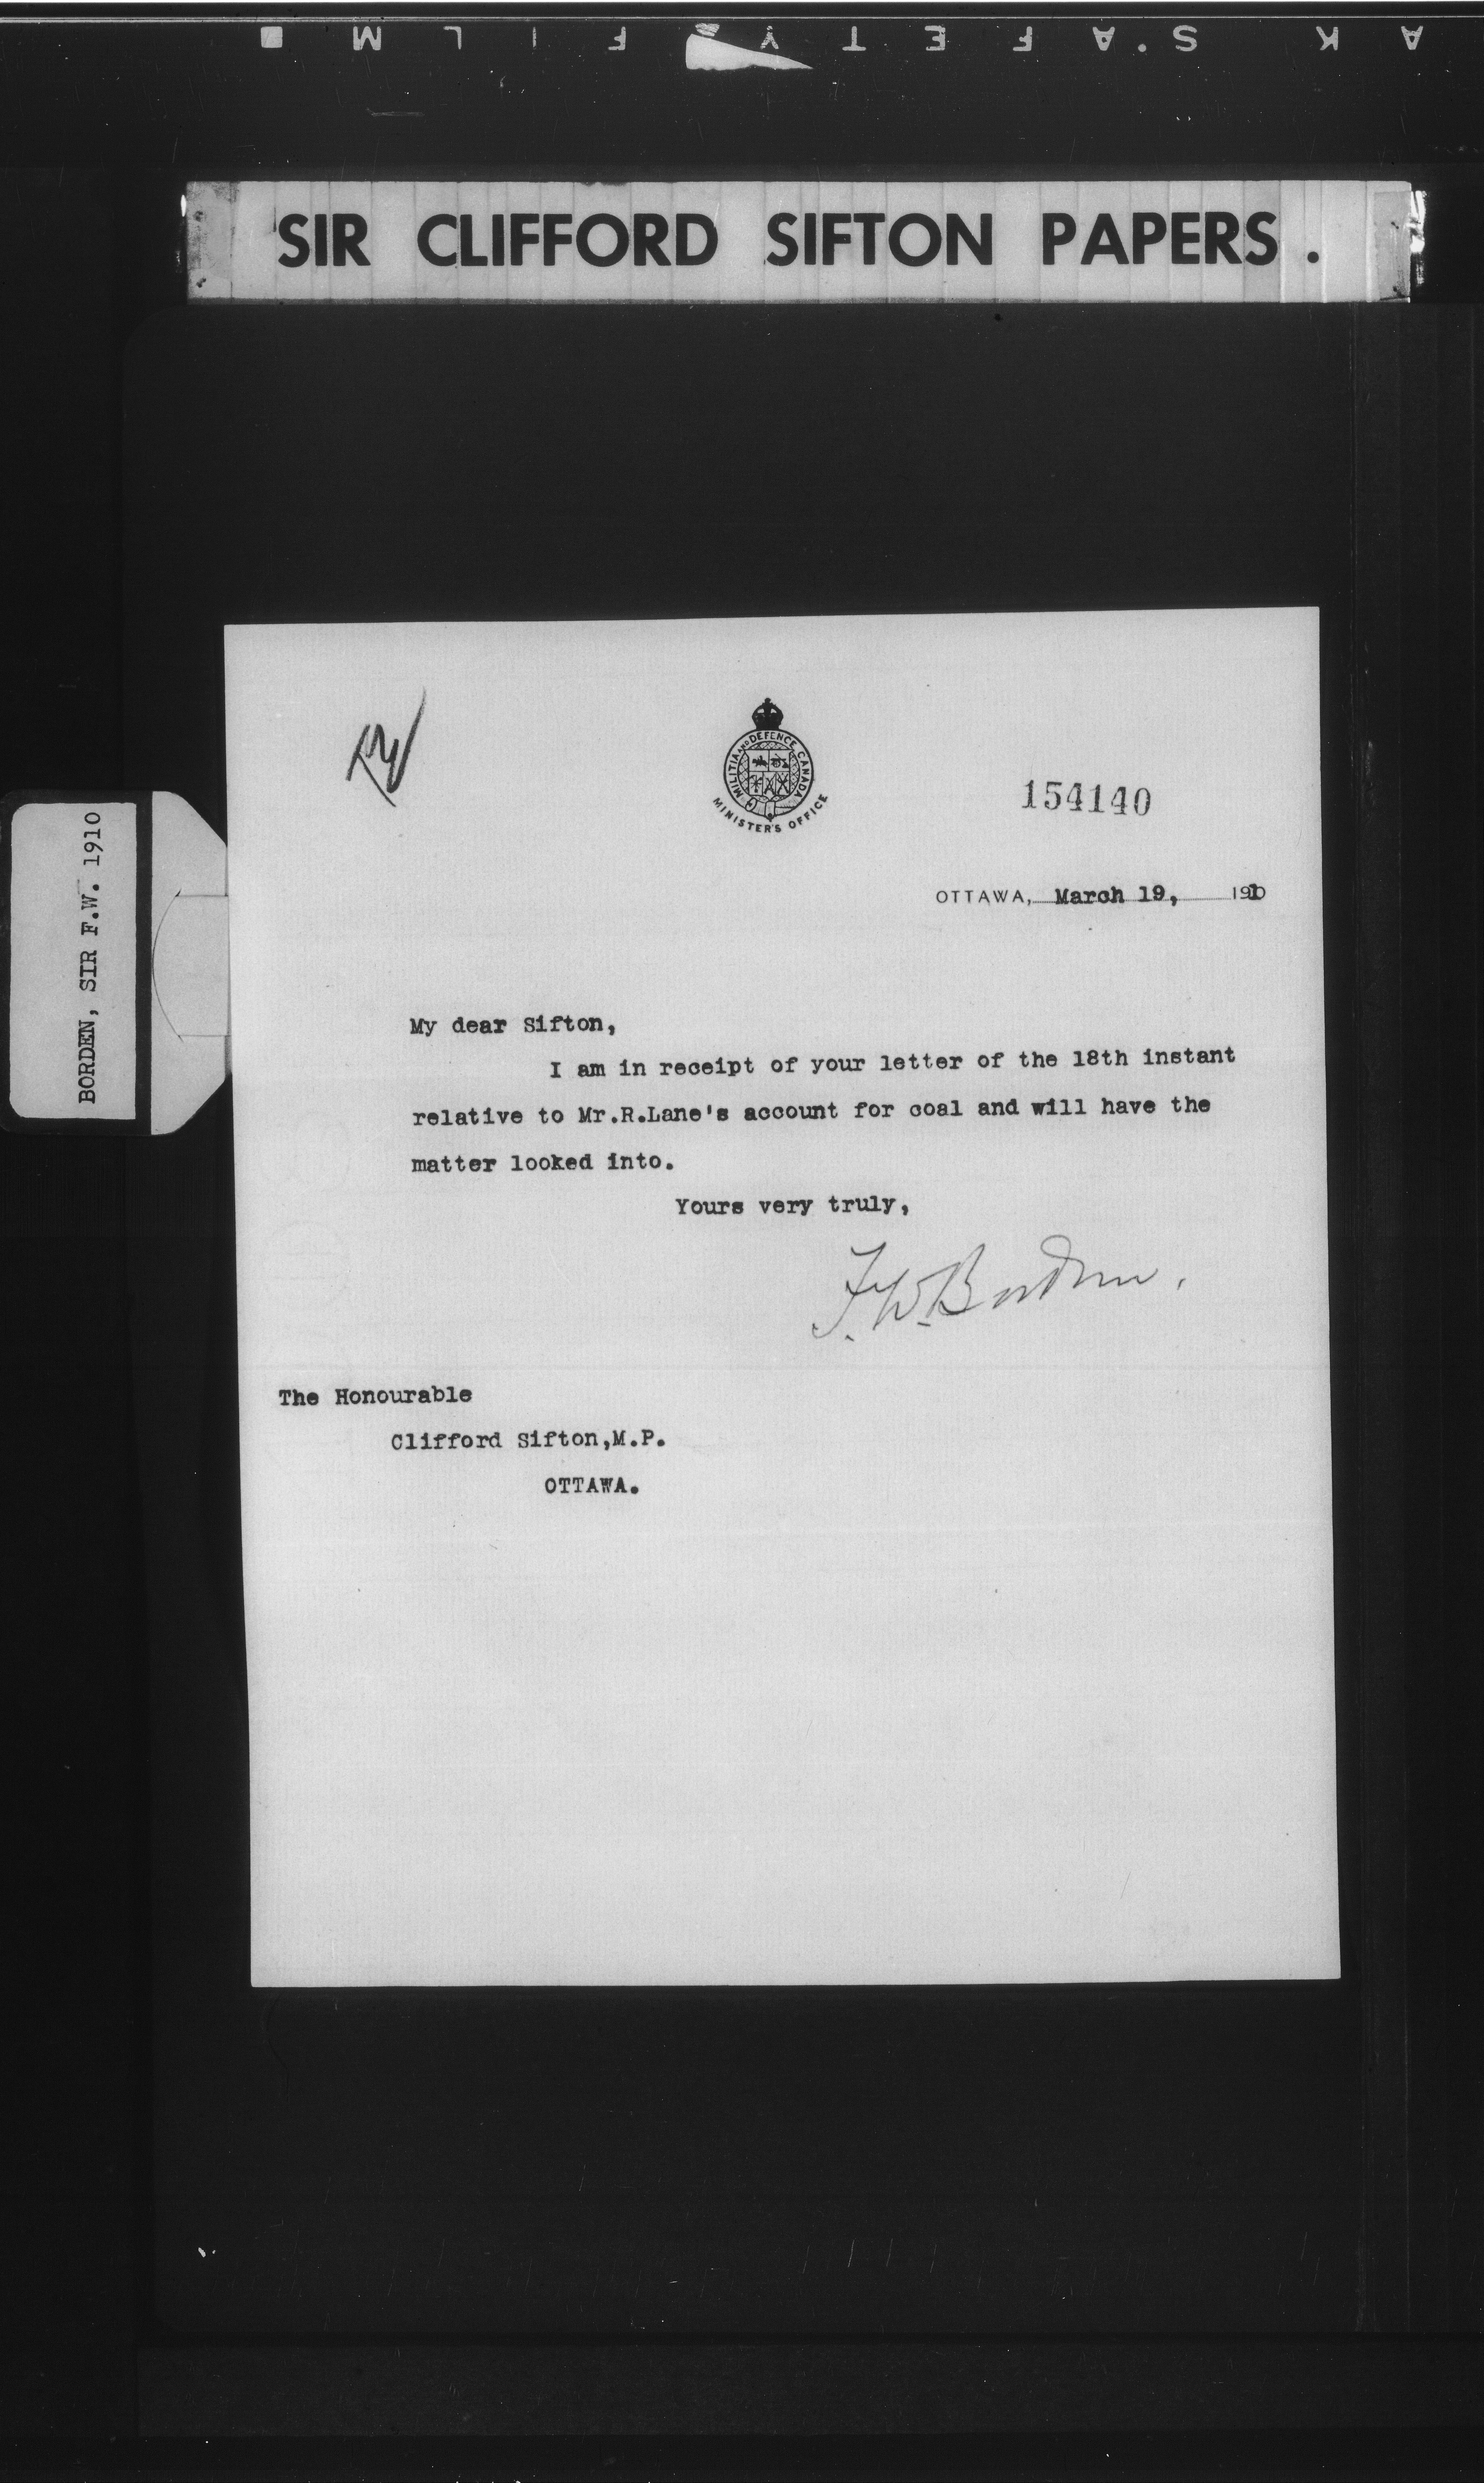 A K S'A F E T Y F I L M
SIR CLIFFORD SIFTON PAPERS.
BORDEN, SIR F.W. 1910
MILITIA AND DEFENCE CANADA
MINISTER'S OFFICE
154140
OTTAWA, March 19, 1910
My dear Sifton,
I am in receipt of your letter of the 18th instant
relative to Mr.R.Lane's account for coal and will have the
matter looked into.
Yours very truly,
F.W. Borden.
The Honourable
Clifford Sifton,M.P.
OTTAWA.